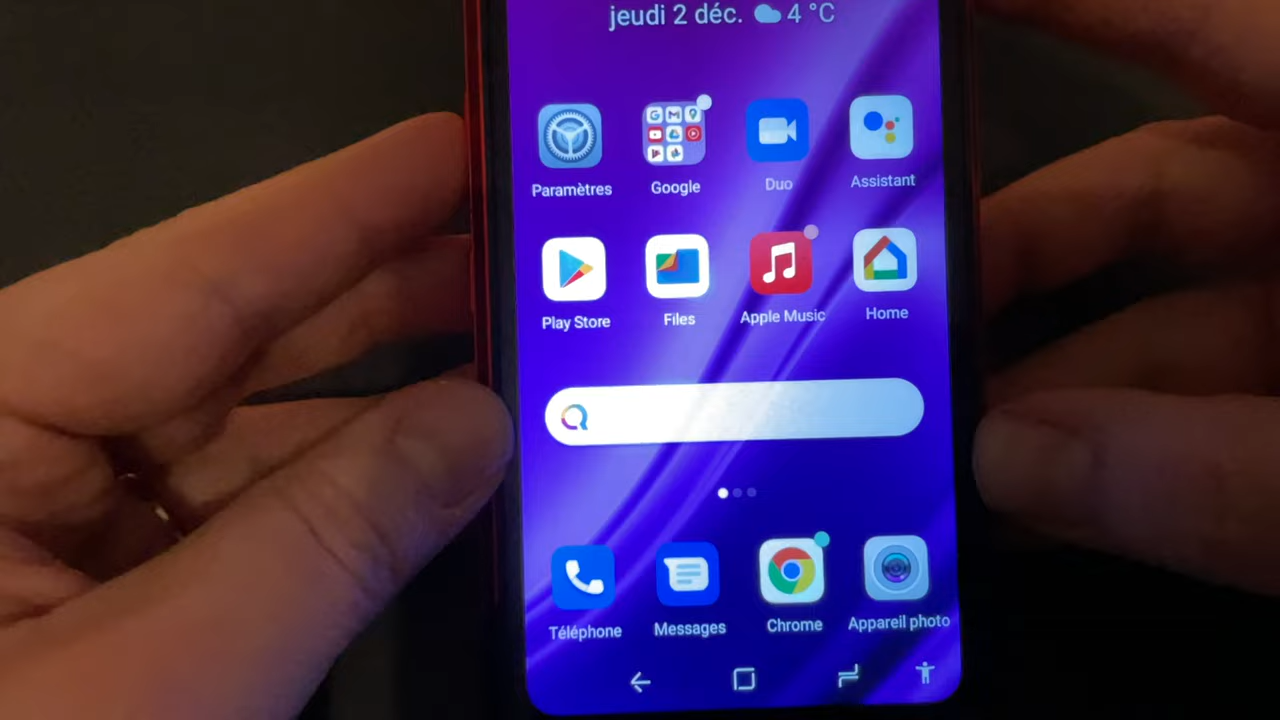 jeudi 2 déc. 4 °C
Paramètres Google Duo Assistant
Play Store Files Apple Music Home
Téléphone Messages Chrome Appareil photo